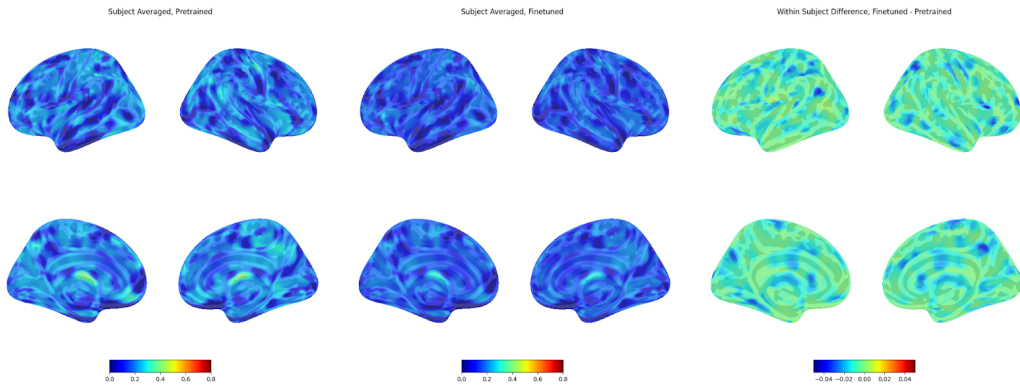 Subject Averaged, Pretrained
Subject Averaged, Finetuned
Within Subject Difference, Finetuned - Pretrained
0.0 0.2 0.4 0.6 0.8
0.0 0.2 0.4 0.6 0.8
−0.04 −0.02 0.00 0.02 0.04